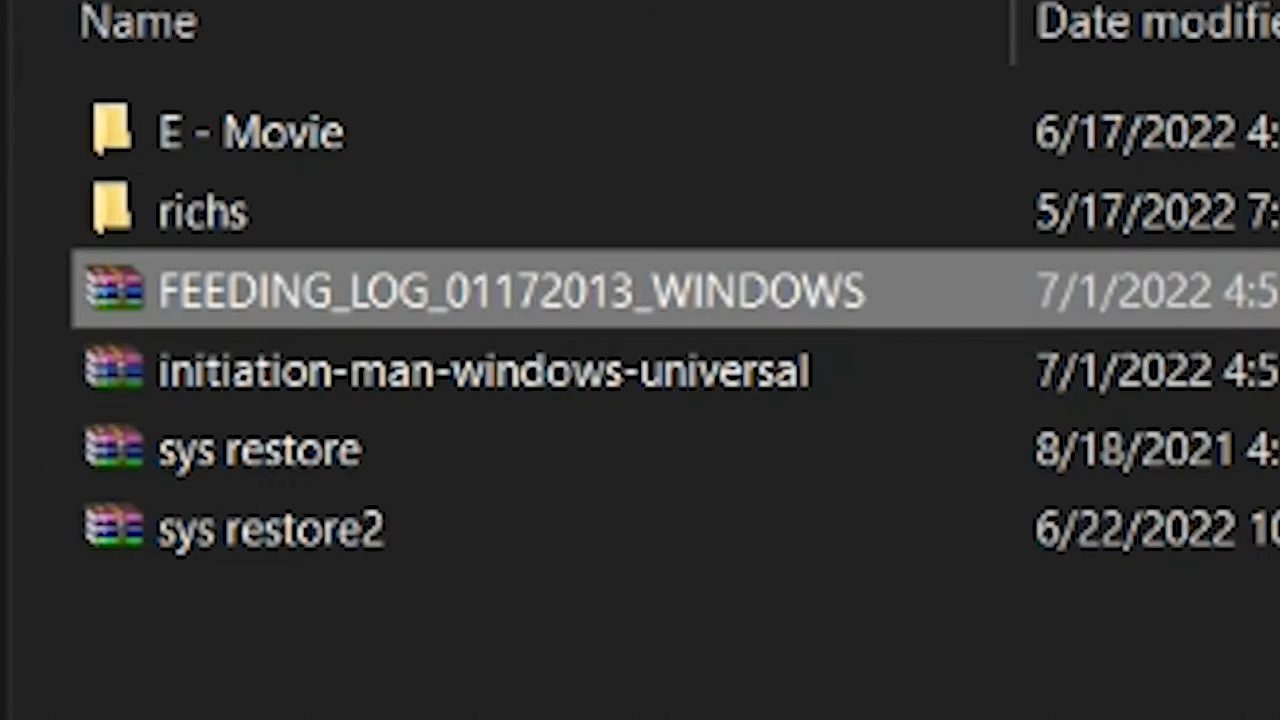 Name Date modifie
E - Movie 6/17/2022 4:
richs 5/17/2022 7:
FEEDING_LOG_01172013_WINDOWS 7/1/2022 4:5
initiation-man-windows-universal 7/1/2022 4:5
sys restore 8/18/2021 4:
sys restore2 6/22/2022 10